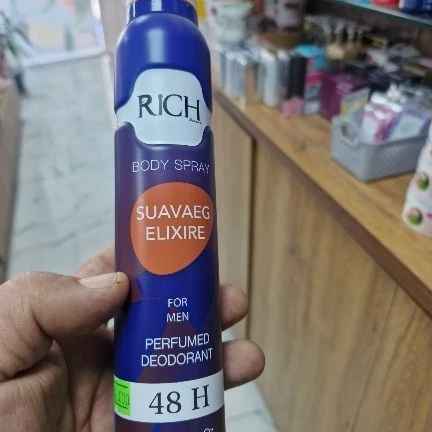 RICH
BODY SPRAY
SUAVAEG
ELIXIRE
FOR
MEN
PERFUMED
DEODORANT
48 H